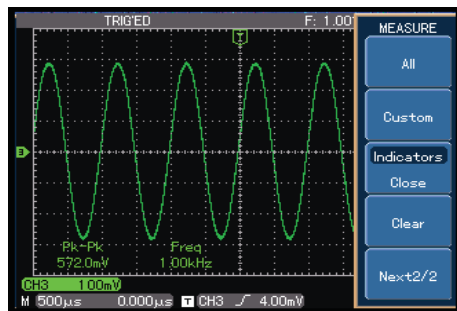 TRIG'ED F: 1.00
MEASURE
All
Custom
Indicators
Close
Clear
Next2/2
T
3
Pk-Pk Freq
572.0mV 1.00kHz
CH3 100mV
M 500µs 0.000µs T CH3 4.00mV